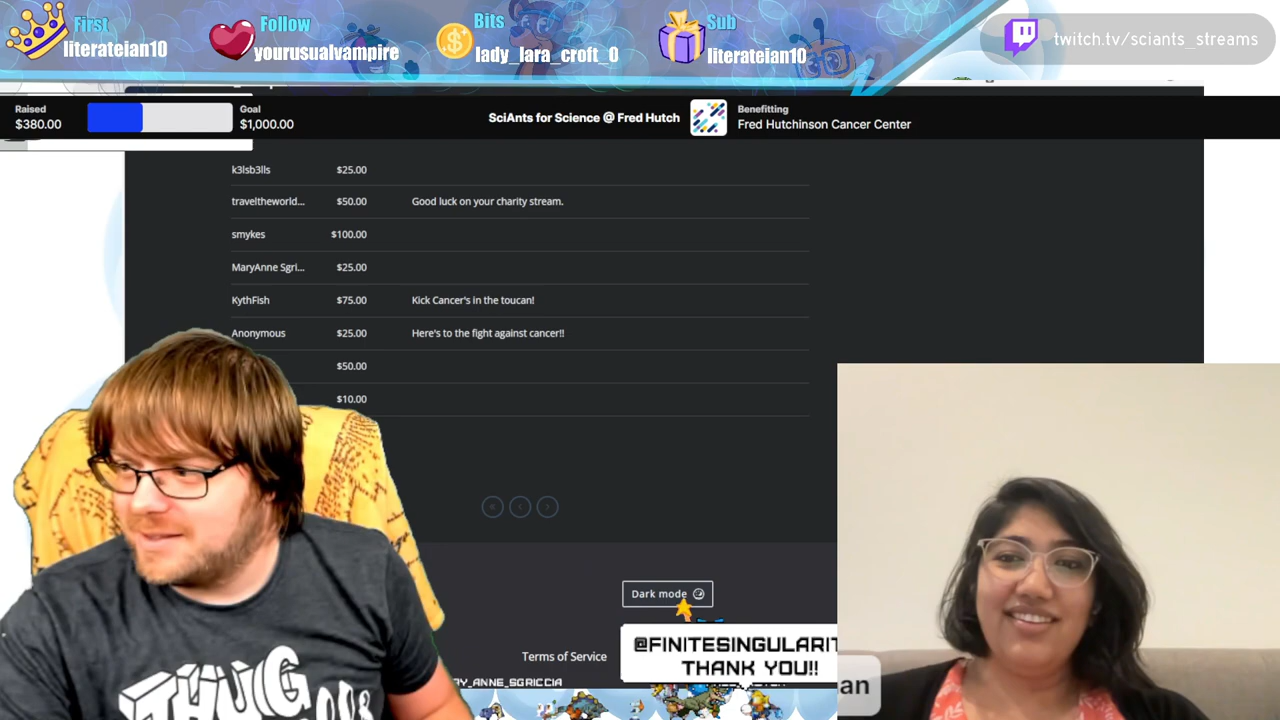 First
literateian10
Follow
yourusualvampire
Bits
lady_lara_croft_0
Sub
literateian10
twitch.tv/sciants_streams
Raised
$380.00
Goal
$1,000.00
SciAnts for Science @ Fred Hutch
Benefitting
Fred Hutchinson Cancer Center
k3lsb3lls $25.00
traveltheworld... $50.00 Good luck on your charity stream.
smykes $100.00
MaryAnne Sgri... $25.00
KythFish $75.00 Kick Cancer's in the toucan!
Anonymous $25.00 Here's to the fight against cancer!!
$50.00
$10.00
Dark mode
Terms of Service
@FINITESINGULARIT
THANK YOU!!
Y_ANNE_SGRICCIA
an
THUG